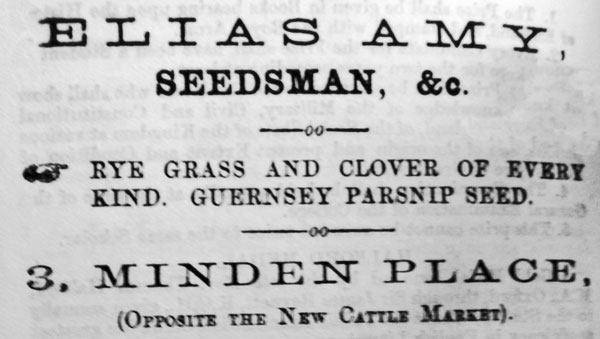 ELIAS AMY,
SEEDSMAN, &c.
RYE GRASS AND CLOVER OF EVERY
KIND. GUERNSEY PARSNIP SEED.
3, MINDEN PLACE,
(OPPOSITE THE NEW CATTLE MARKET).